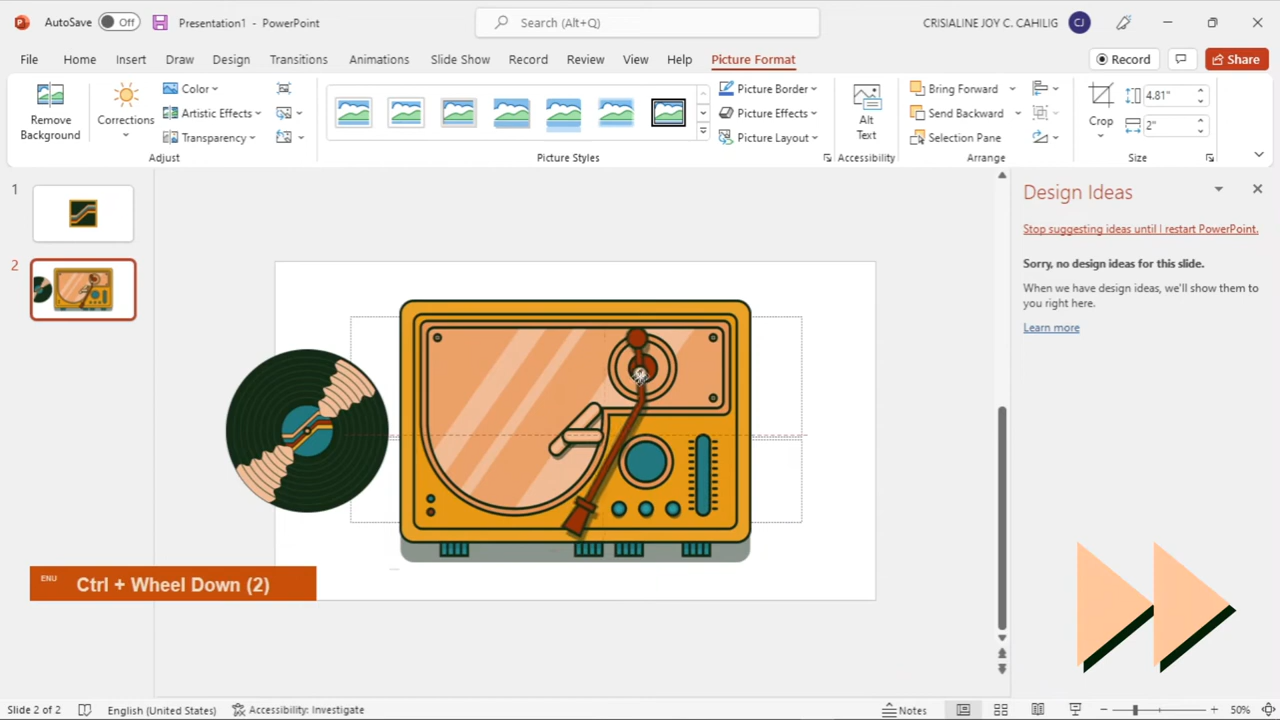 AutoSave Off Presentation1 - PowerPoint Search (Alt+Q) CRISIALINE JOY C. CAHILIG CJ
File Home Insert Draw Design Transitions Animations Slide Show Record Review View Help Picture Format Record Share
Remove Background
Corrections
Color
Artistic Effects
Transparency
Adjust
Picture Styles
Picture Border
Picture Effects
Picture Layout
Alt Text
Accessibility
Bring Forward
Send Backward
Selection Pane
Arrange
Crop
4.81"
2"
Size
1
2
Design Ideas
Stop suggesting ideas until I restart PowerPoint.
Sorry, no design ideas for this slide.
When we have design ideas, we'll show them to
you right here.
Learn more
ENU Ctrl + Wheel Down (2)
Slide 2 of 2 English (United States) Accessibility: Investigate Notes 50%